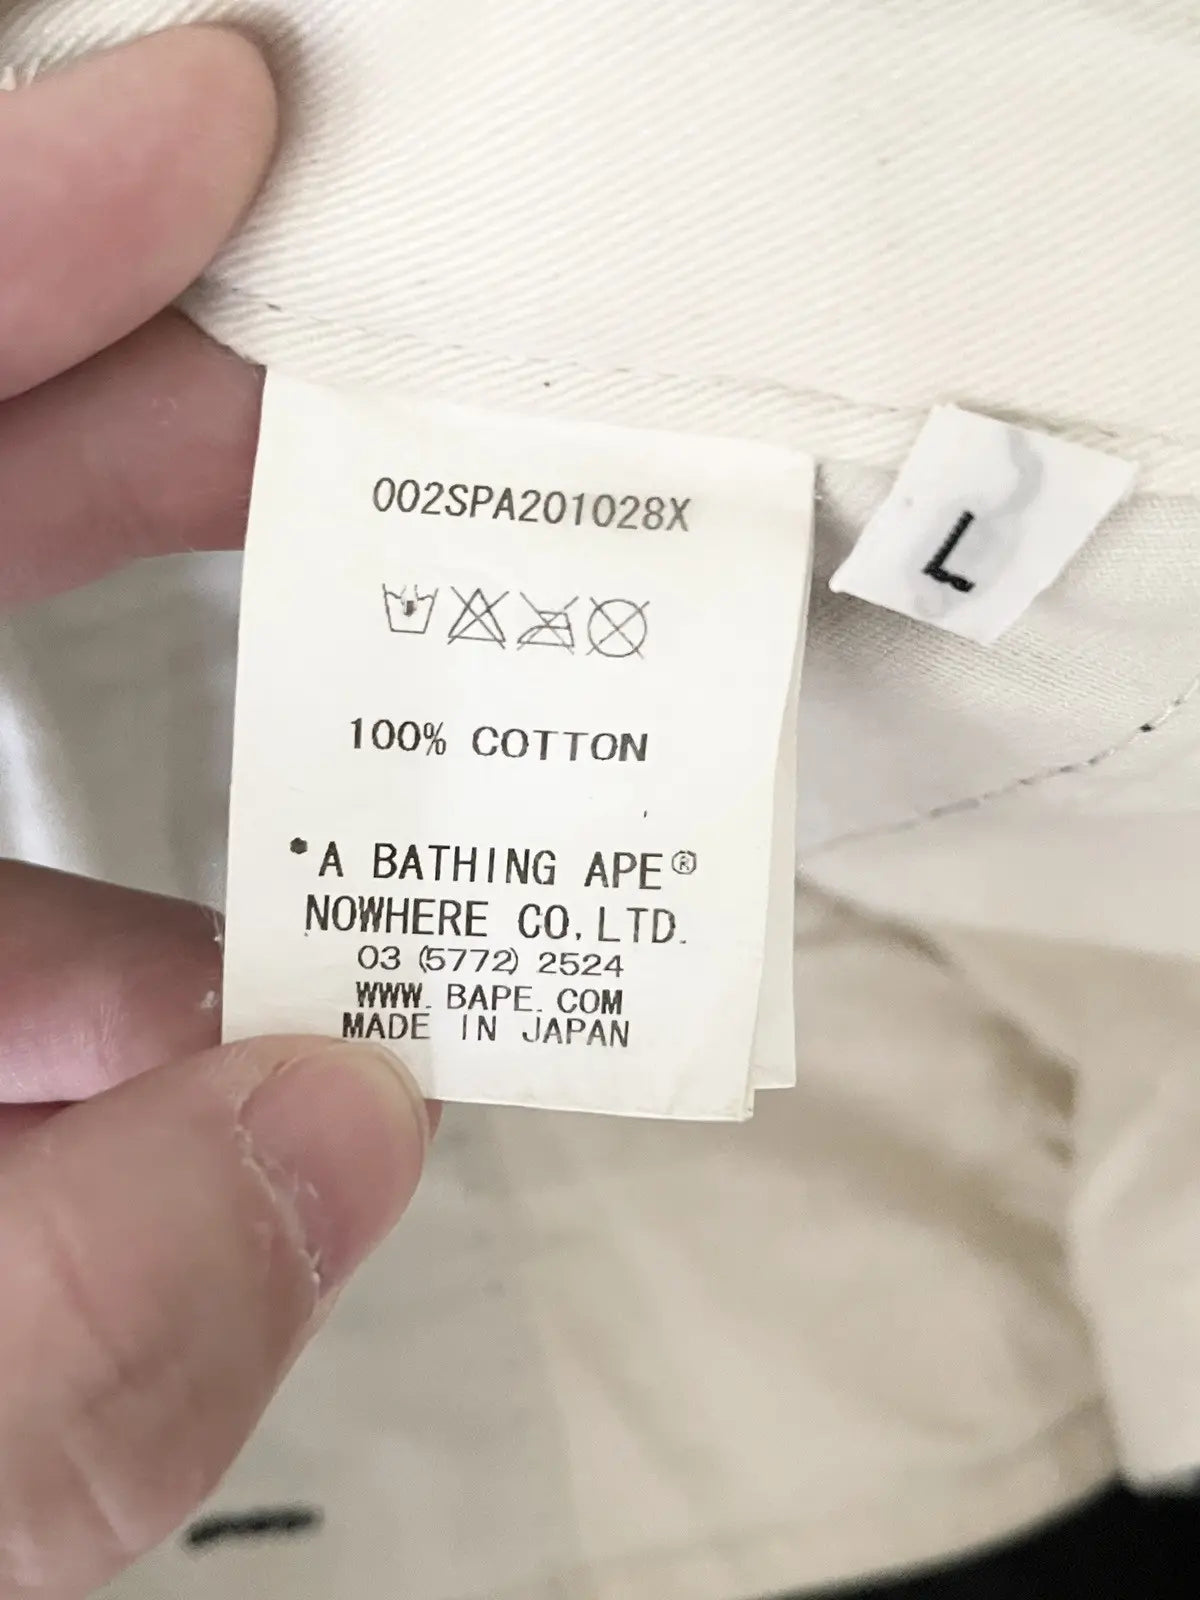 002SPA201028X
L
100% COTTON
A BATHING APE®
NOWHERE CO, LTD.
03 (5772) 2524
WWW. BAPE. COM
MADE IN JAPAN